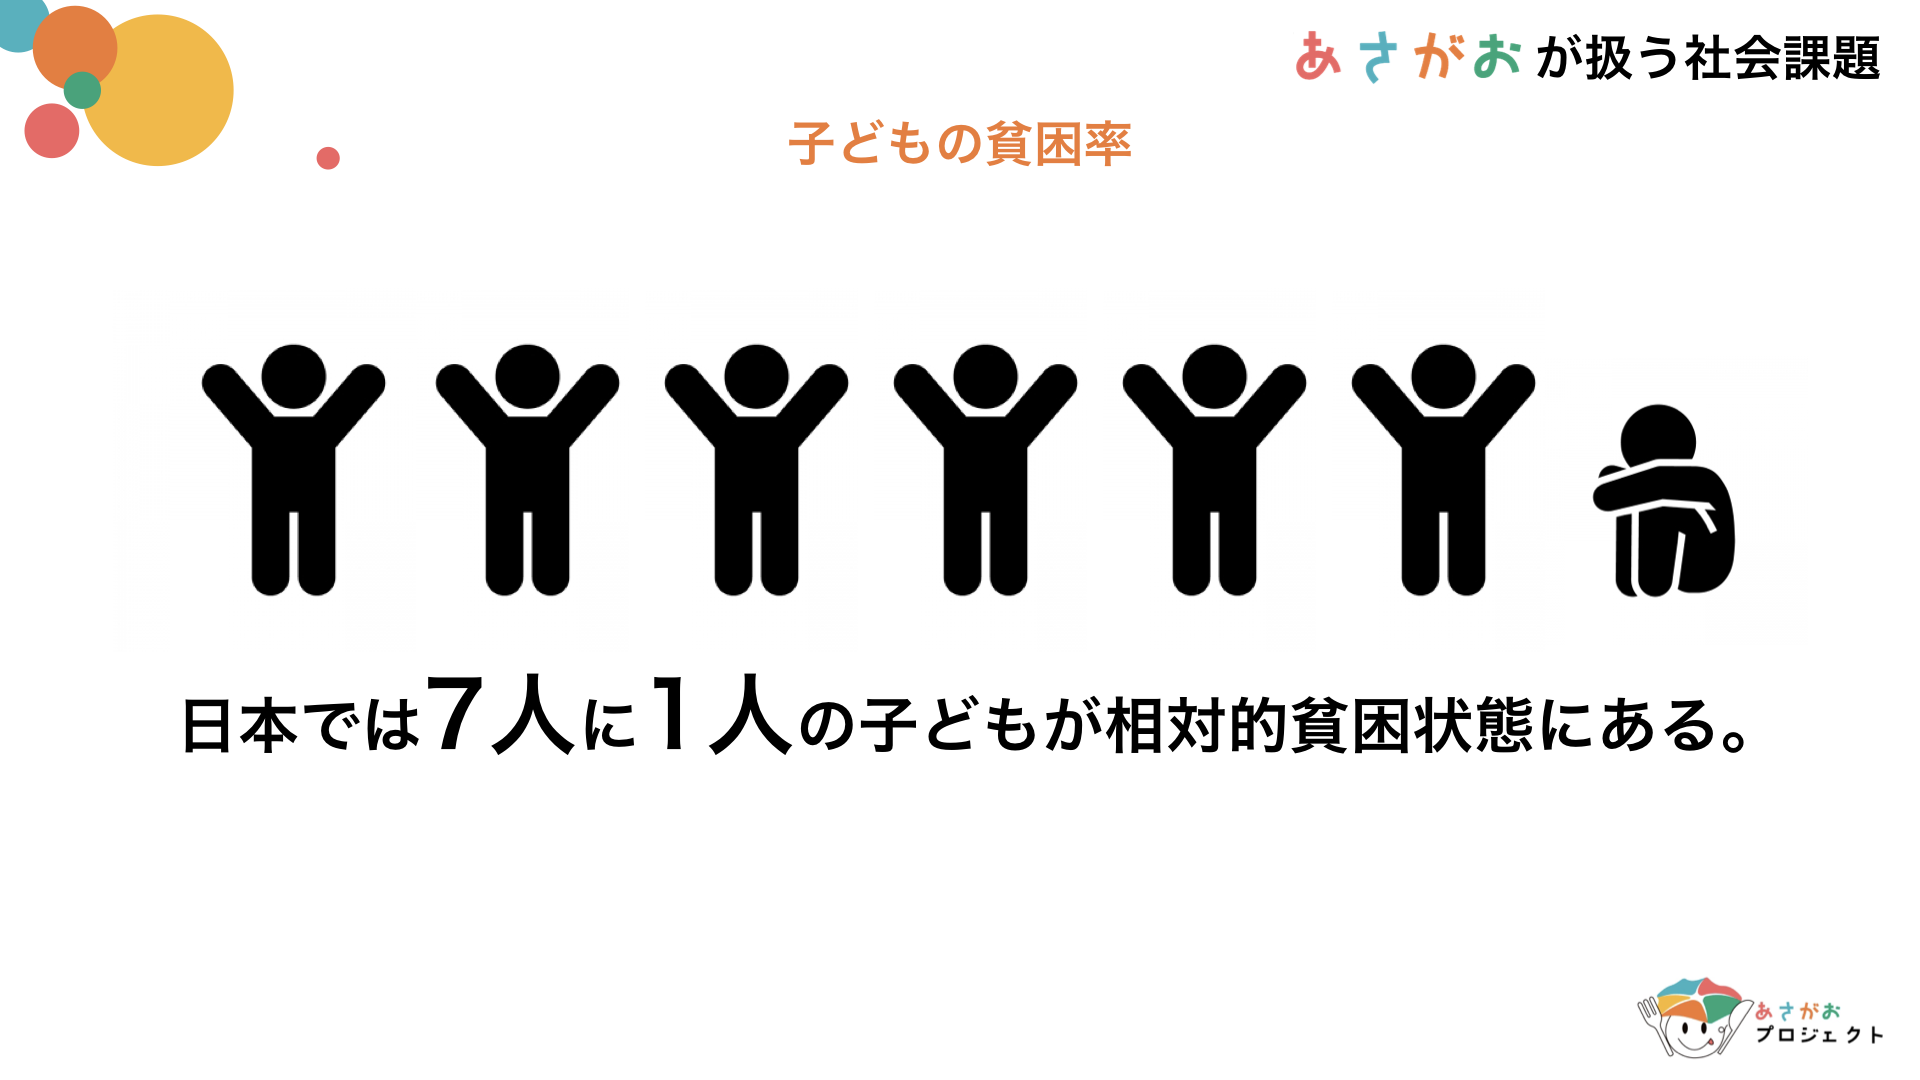 あさがおが扱う社会課題
子どもの貧困率
日本では7人に1人の子どもが相対的貧困状態にある。
あさがお
プロジェクト